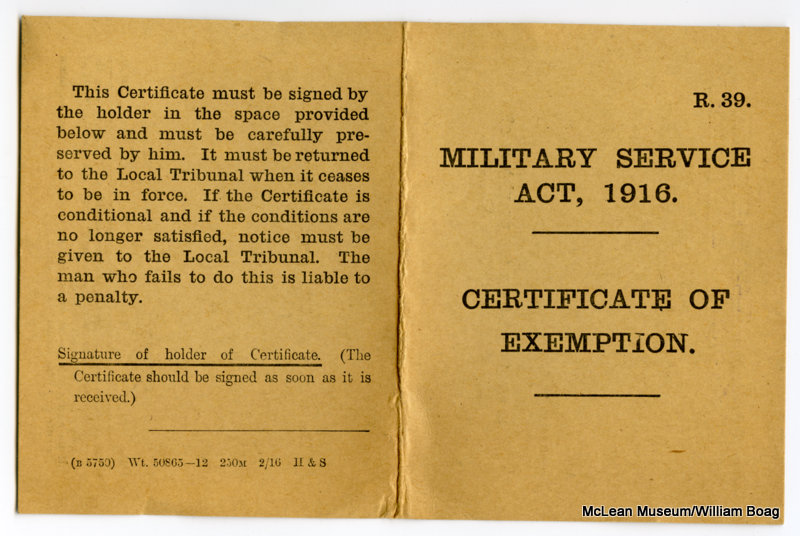 This Certificate must be signed by
the holder in the space provided
below and must be carefully pre-
served by him. It must be returned
to the Local Tribunal when it ceases
to be in force. If the Certificate is
conditional and if the conditions are
no longer satisfied, notice must be
given to the Local Tribunal. The
man who fails to do this is liable to
a penalty.
Signature of holder of Certificate. (The
Certificate should be signed as soon as it is
received.)
(B 5750) Wt. 50865—12 250M 2/16 H & S
R. 39.
MILITARY SERVICE
ACT, 1916.
CERTIFICATE OF
EXEMPTION.
McLean Museum/William Boag